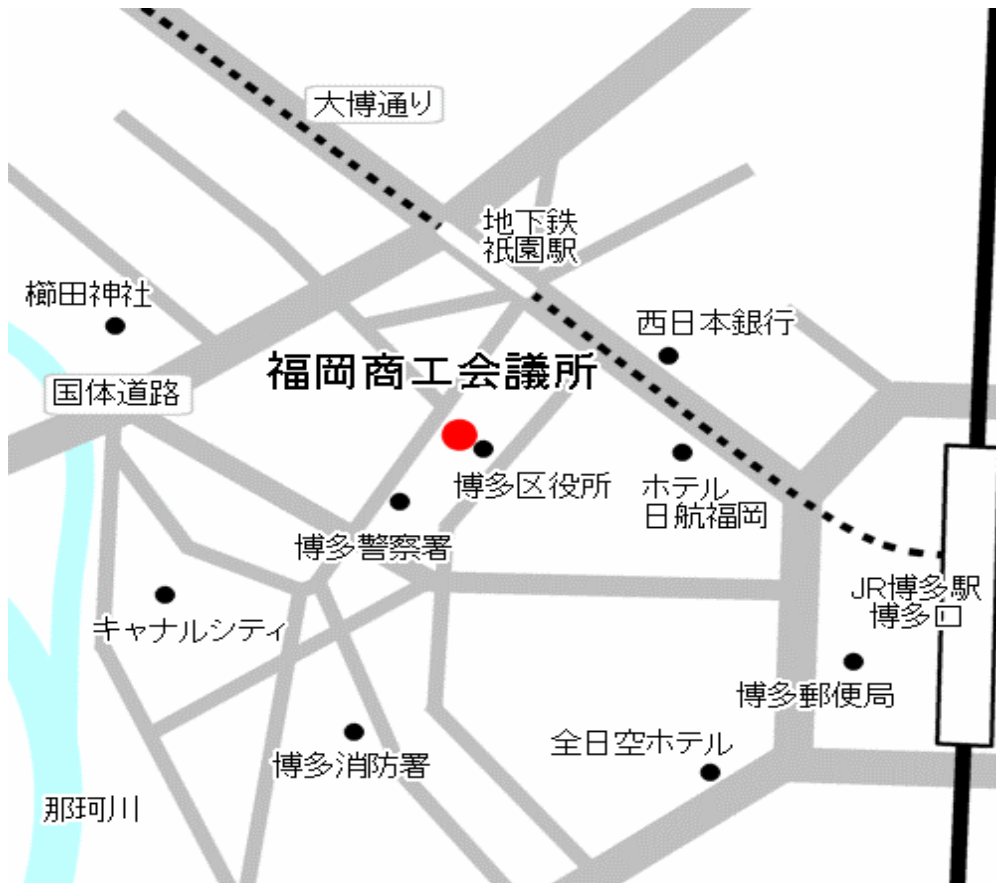 大博通り
地下鉄
祇園駅
櫛田神社
西日本銀行
福岡商工会議所
国体道路
博多区役所
ホテル
日航福岡
博多警察署
JR博多駅
博多口
キャナルシティ
博多郵便局
全日空ホテル
博多消防署
那珂川